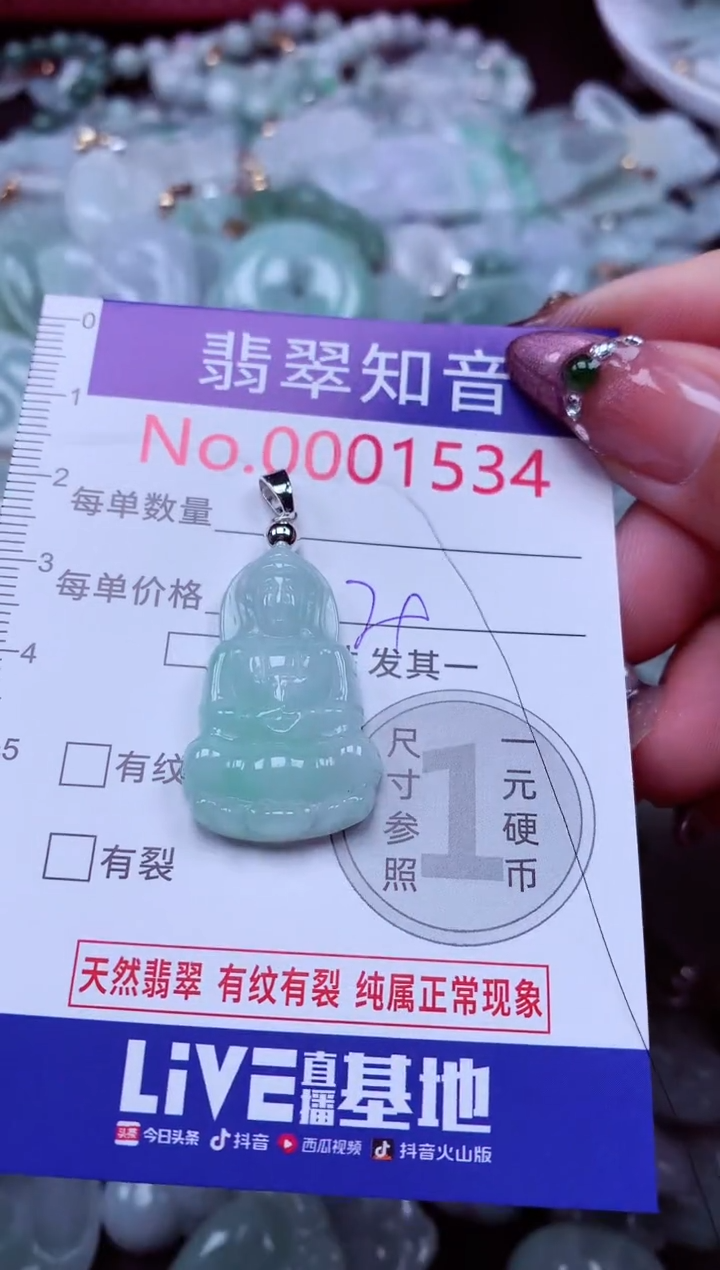 0
翡翠知音
1
No.0001534
2
每单数量
3
每单价格
4
发其一
5
有纹
尺寸参照
1
一元硬币
有裂
天然翡翠 有纹有裂 纯属正常现象
LiVE直播基地
头条 今日头条 抖音 西瓜视频 抖音火山版